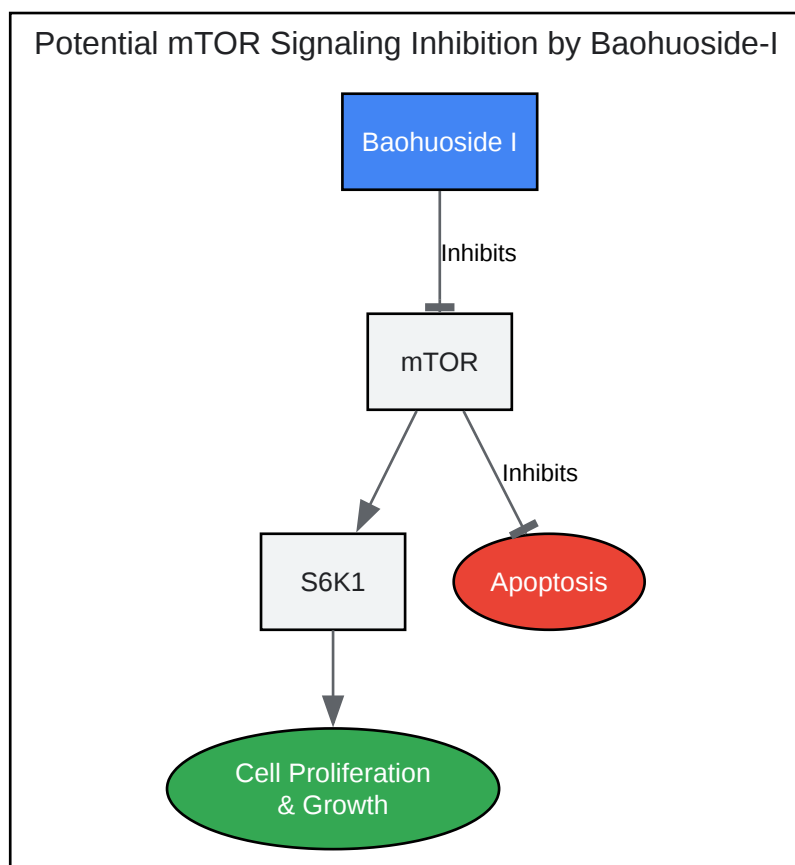 Potential mTOR Signaling Inhibition by Baohuoside-I
Baohuoside I
Inhibits
mTOR
Inhibits
S6K1
Apoptosis
Cell Proliferation
& Growth